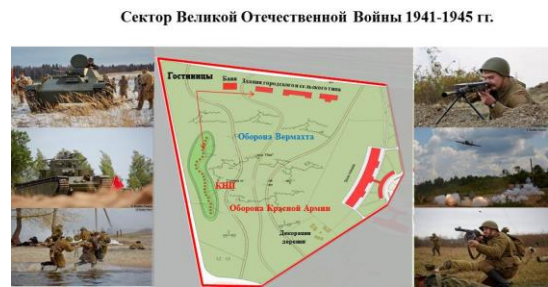 Сектор Великой Отечественной Войны 1941-1945 гг.
Гостиницы
Баня
Здания городского и сельского типа
Оборона Вермахта
КНП
Оборона Красной Армии
Декорация
деревни